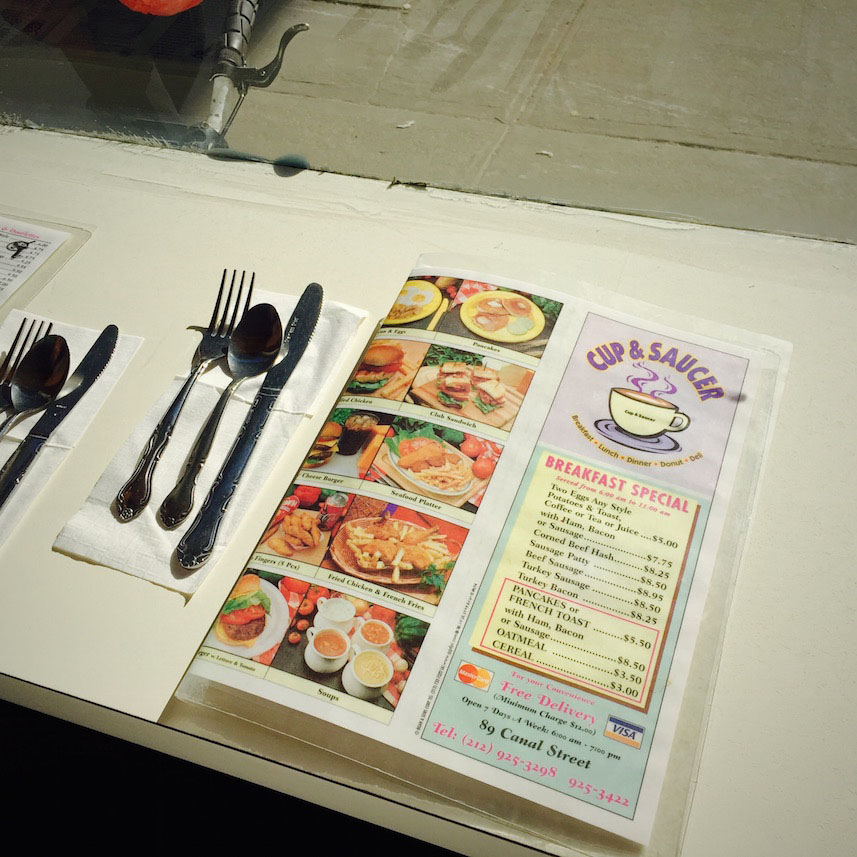 & Eggs
Pancakes
Chicken
Club Sandwich
Cheese Burger
Seafood Platter
Fingers (5 Pcs)
Fried Chicken & French Fries
Lettuce & Tomato
Soups
CUP & SAUCER
Cup & Saucer
Breakfast • Lunch • Dinner • Donut • Deli
BREAKFAST SPECIAL
Served from 6:00 am to 11:00 am
Two Eggs Any Style
Potatoes & Toast,
Coffee or Tea or Juice ....$5.00
with Ham, Bacon
or Sausage....................$7.75
Corned Beef Hash..........$8.25
Sausage Patty ...............$8.50
Beef Sausage.................$8.95
Turkey Sausage .............$8.50
Turkey Bacon ................$8.25
PANCAKES or
FRENCH TOAST ..........$5.50
with Ham, Bacon
or Sausage....................$8.50
OATMEAL ....................$3.50
CEREAL.......................$3.00
MasterCard
For your Convenience
Free Delivery
(Minimum Charge $12.00)
Open 7 Days A Week: 6:00 am - 7:00 pm
VISA
89 Canal Street
Tel: (212) 925-3298 925-3422